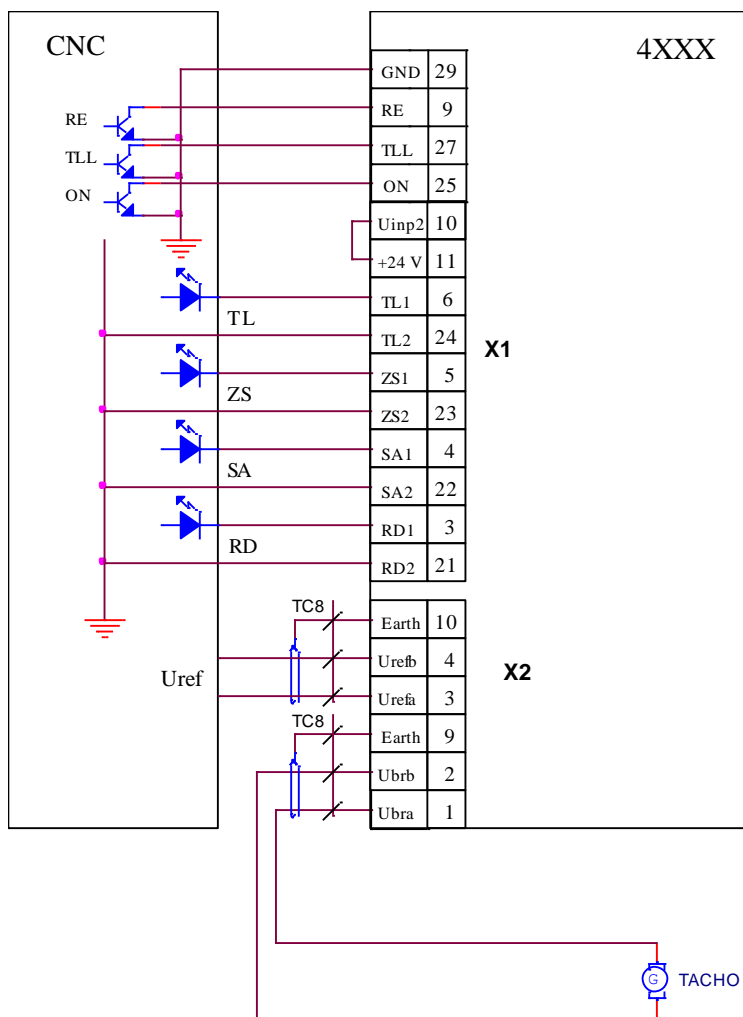 CNC
4XXX
GND 29
RE
RE 9
TLL
TLL 27
ON
ON 25
Uinp2 10
+24 V 11
TL1 6
TL
TL2 24
X1
ZS1 5
ZS
ZS2 23
SA1 4
SA
SA2 22
RD1 3
RD
RD2 21
TC8
Earth 10
Urefb 4
X2
Uref
Urefa 3
TC8
Earth 9
Ubrb 2
Ubra 1
G
TACHO